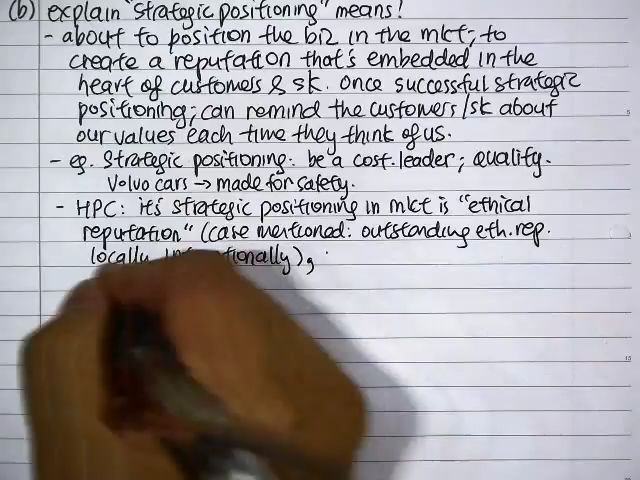 (b) explain "strategic positioning" means!
- about to position the biz in the mkt; to
create a reputation that's embedded in the
heart of customers & sk. Once successful strategic
positioning; can remind the customers/sk about
our values each time they think of us.
- eg. Strategic positioning: be a cost-leader; quality.
Volvo cars → made for safety.
- HPC: it's strategic positioning in mkt is "ethical
reputation" (case mentioned: outstanding eth. rep.
locally,